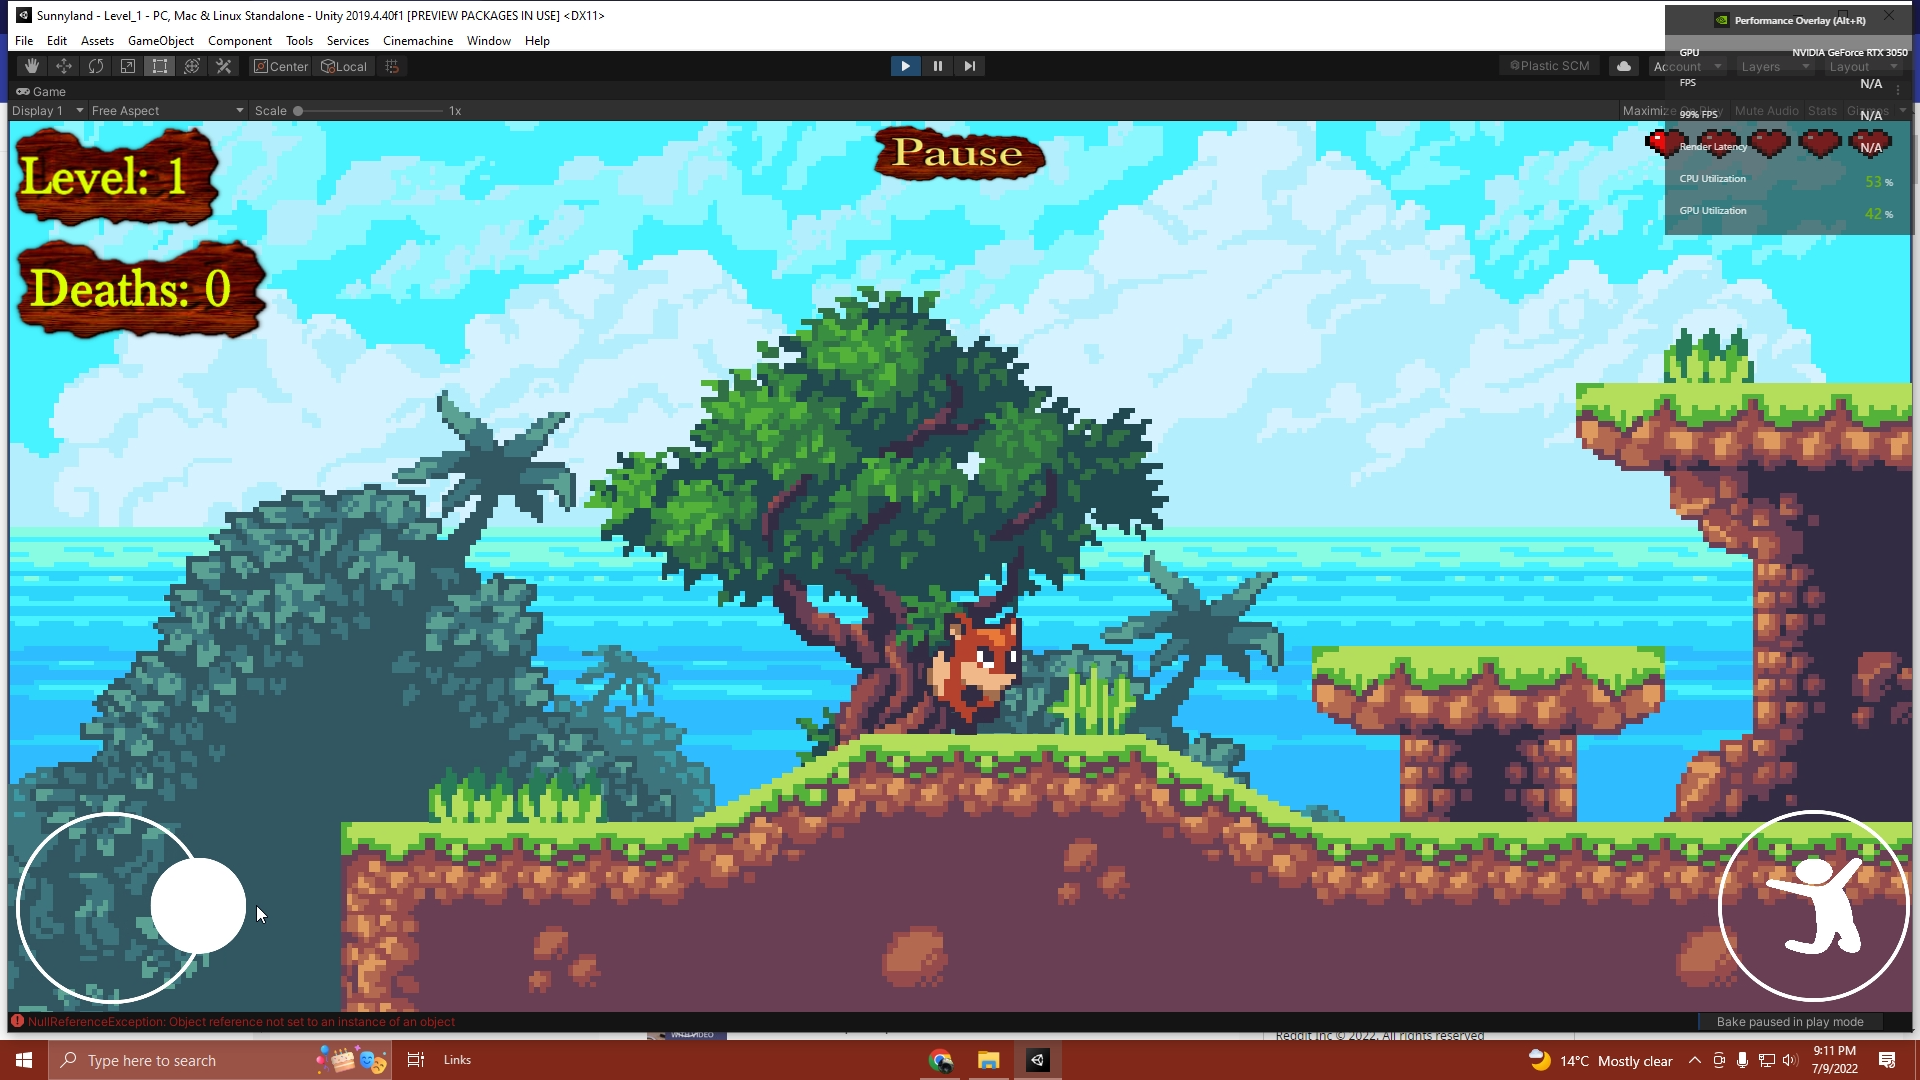 Sunnyland - Level_1 - PC, Mac & Linux Standalone - Unity 2019.4.40f1 [PREVIEW PACKAGES IN USE] <DX11>
Performance Overlay (Alt+R)
File Edit Assets GameObject Component Tools Services Cinemachine Window Help
GPU NVIDIA GeForce RTX 3050
Center Local Plastic SCM Account Layers Layout
FPS N/A
Game
Display 1 Free Aspect Scale 1x Maximize On Play Mute Audio Stats Gizmos
99% FPS N/A
Render Latency N/A
CPU Utilization 53 %
GPU Utilization 42 %
Level: 1
Pause
Deaths: 0
NullReferenceException: Object reference not set to an instance of an object
Bake paused in play mode
Reddit Inc © 2022. All rights reserved
Type here to search
Links
14°C Mostly clear
9:11 PM
7/9/2022